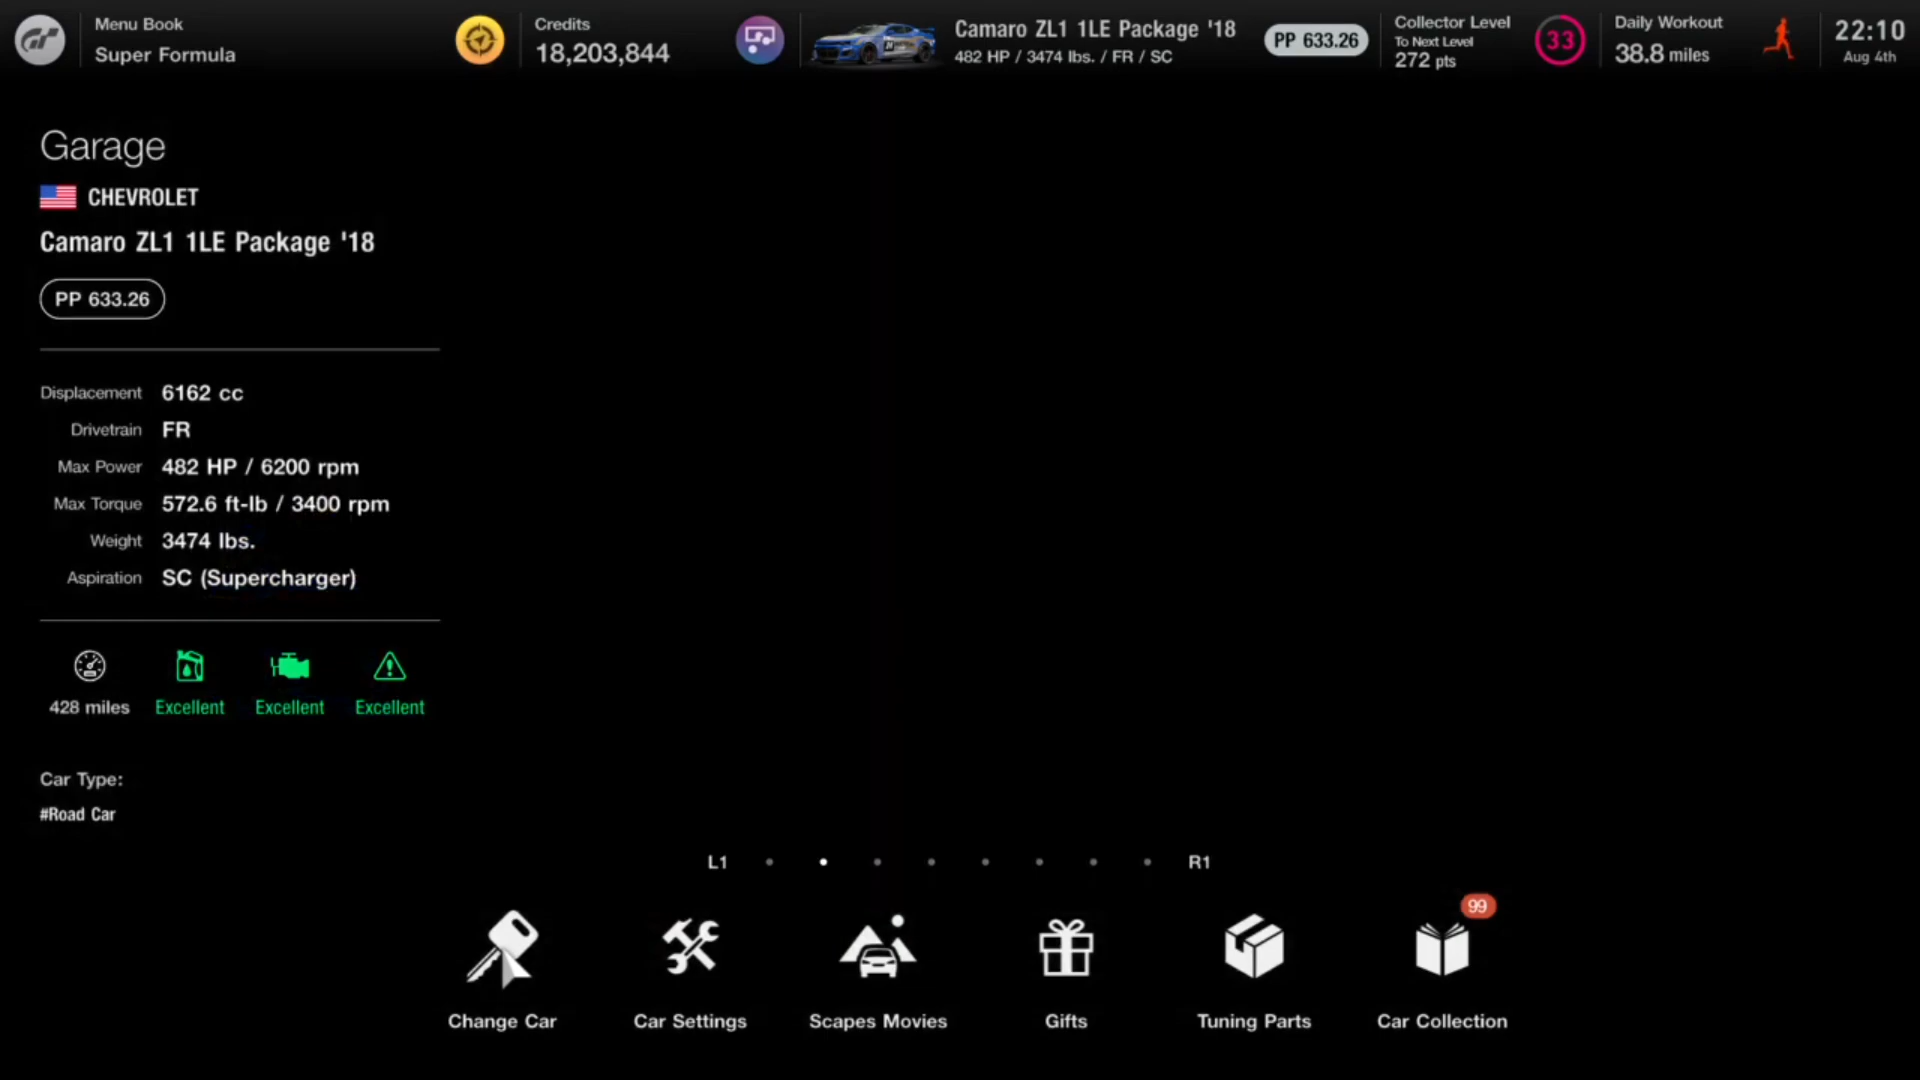 Menu Book
Super Formula
Credits
18,203,844
Camaro ZL1 1LE Package '18
482 HP / 3474 lbs. / FR / SC
PP 633.26
Collector Level
To Next Level
272 pts
33
Daily Workout
38.8 miles
22:10
Aug 4th
Garage
CHEVROLET
Camaro ZL1 1LE Package '18
PP 633.26
Displacement 6162 cc
Drivetrain FR
Max Power 482 HP / 6200 rpm
Max Torque 572.6 ft-lb / 3400 rpm
Weight 3474 lbs.
Aspiration SC (Supercharger)
428 miles Excellent Excellent Excellent
Car Type:
#Road Car
L1 R1
99
Change Car Car Settings Scapes Movies Gifts Tuning Parts Car Collection